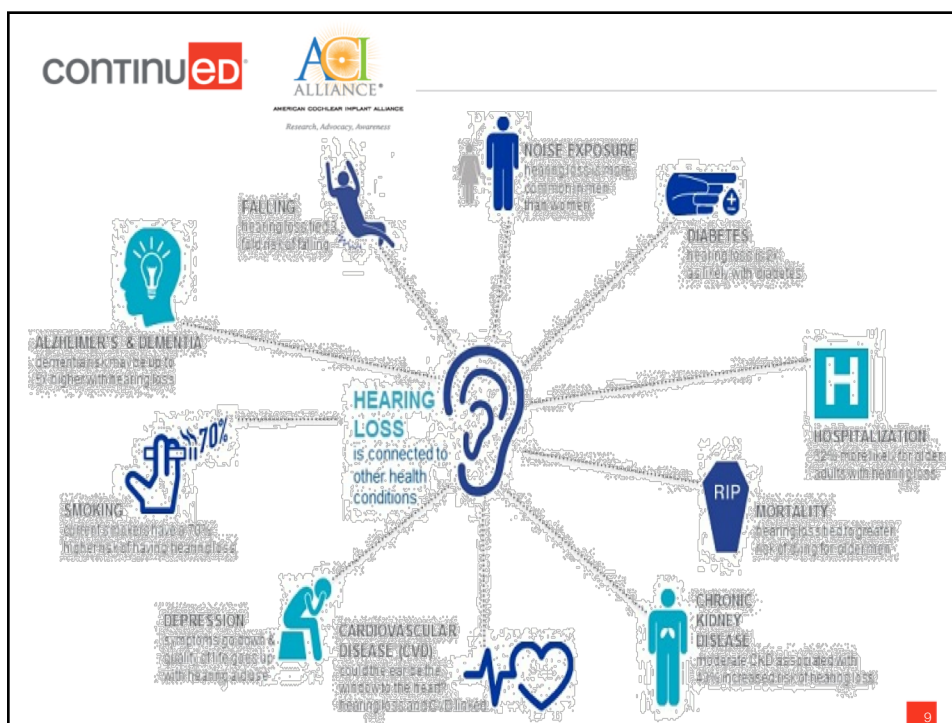 continued
ACI
ALLIANCE®
AMERICAN COCHLEAR IMPLANT ALLIANCE
Research, Advocacy, Awareness
NOISE EXPOSURE
hearing loss is more
common in men
than women
DIABETES
hearing loss is 2x
as likely with diabetes
FALLING
hearing loss tied 3
fold risk of falling
ALZHEIMER'S & DEMENTIA
dementia risk may be up to
higher with hearing loss
HEARING
LOSS
is connected to
other health
conditions
HOSPITALIZATION
32% more likely for older
adults with hearing loss
70%
SMOKING
current smokers have a 70%
higher risk of having hearing loss
RIP
MORTALITY
hearing loss tied to greater
risk of dying for older men
DEPRESSION
symptoms go down &
quality of life goes up
with hearing aid use
CARDIOVASCULAR
DISEASE (CVD)
could the ear be the
window to the heart
hearing loss and CVD linked
CHRONIC
KIDNEY
DISEASE
moderate CKD associated with
increased risk of hearing loss
H
9